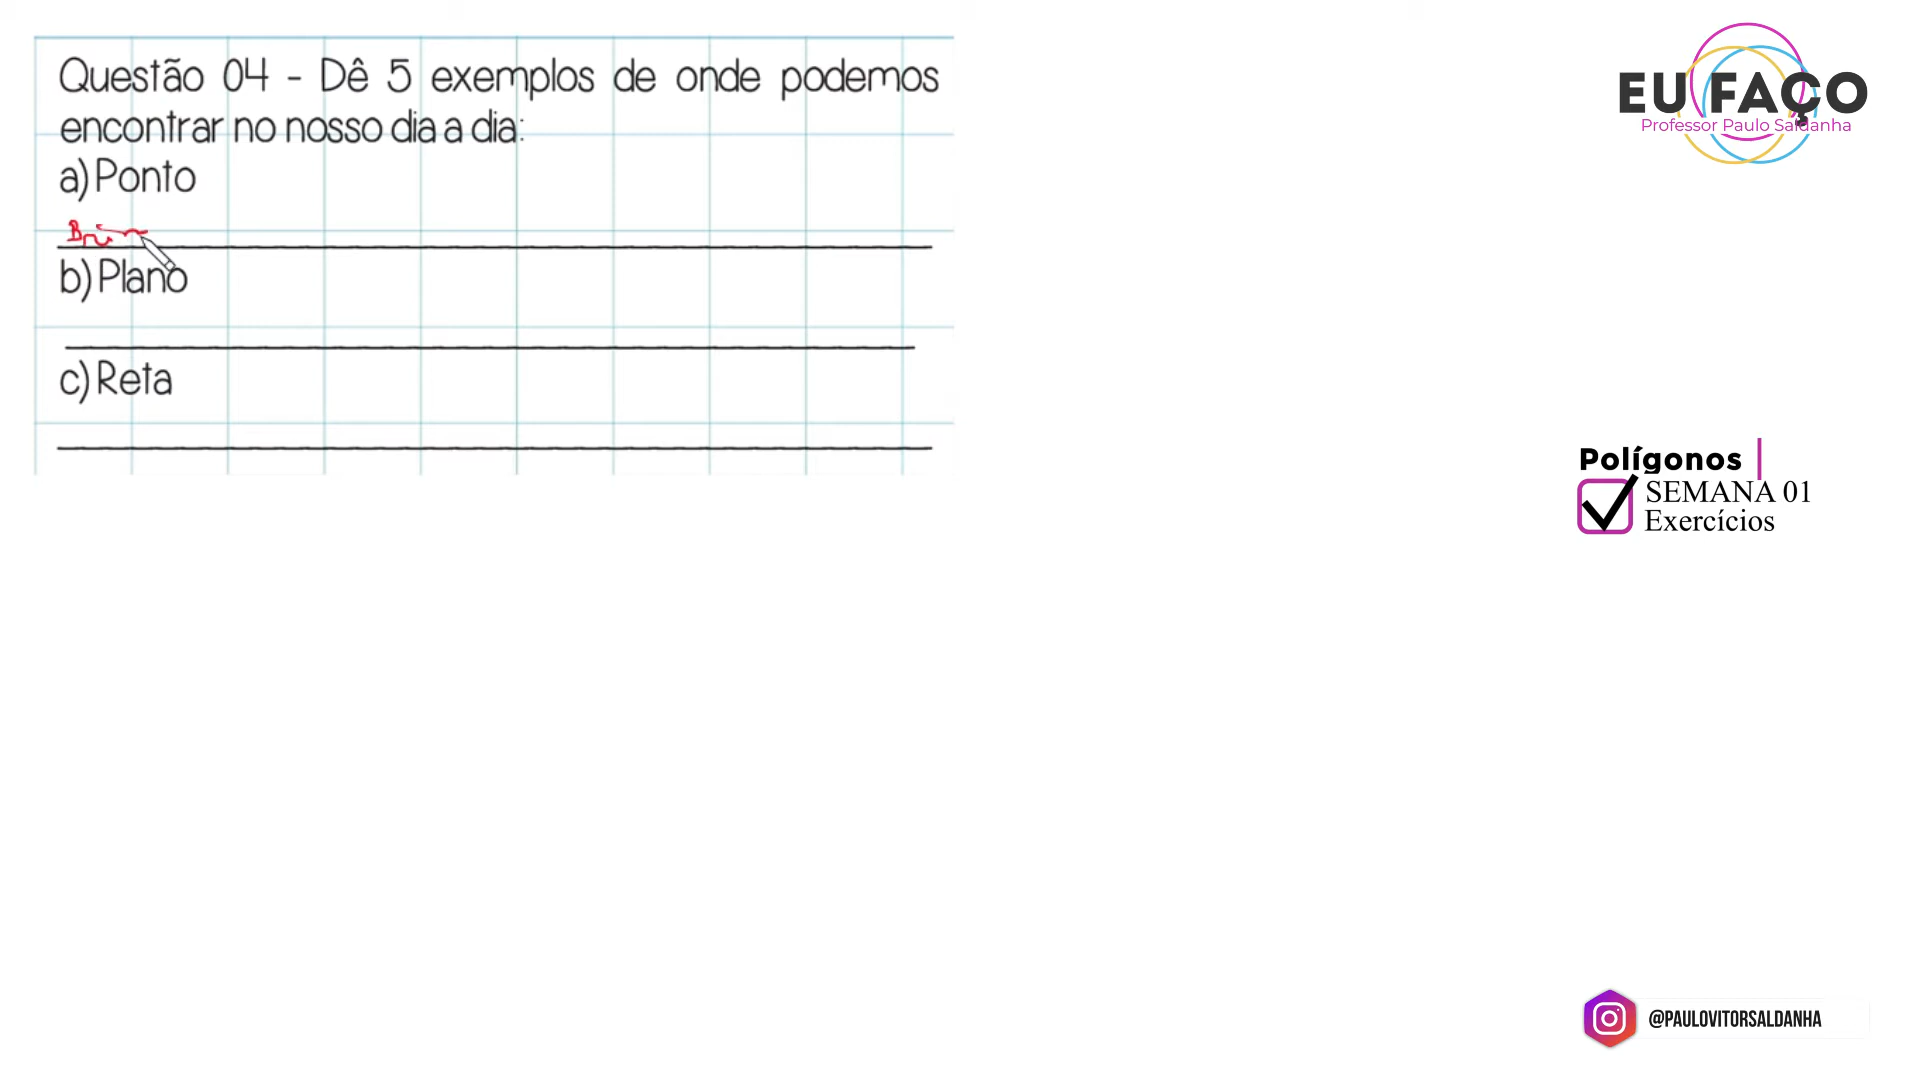 Questão 04 - Dê 5 exemplos de onde podemos
encontrar no nosso dia a dia:
a) Ponto
b) Plano
c) Reta
EU FAÇO
Professor Paulo Saldanha
Polígonos
SEMANA 01
Exercícios
@PAULOVITORSALDANHA